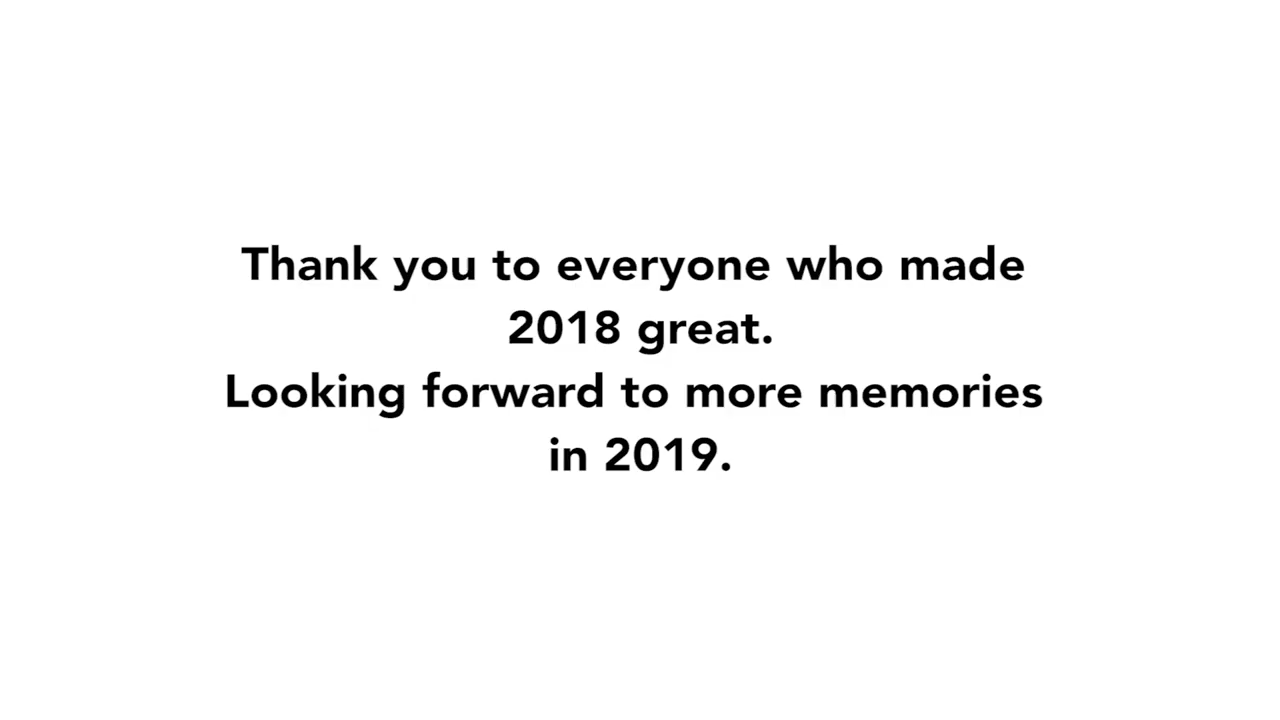 Thank you to everyone who made
2018 great.
Looking forward to more memories
in 2019.